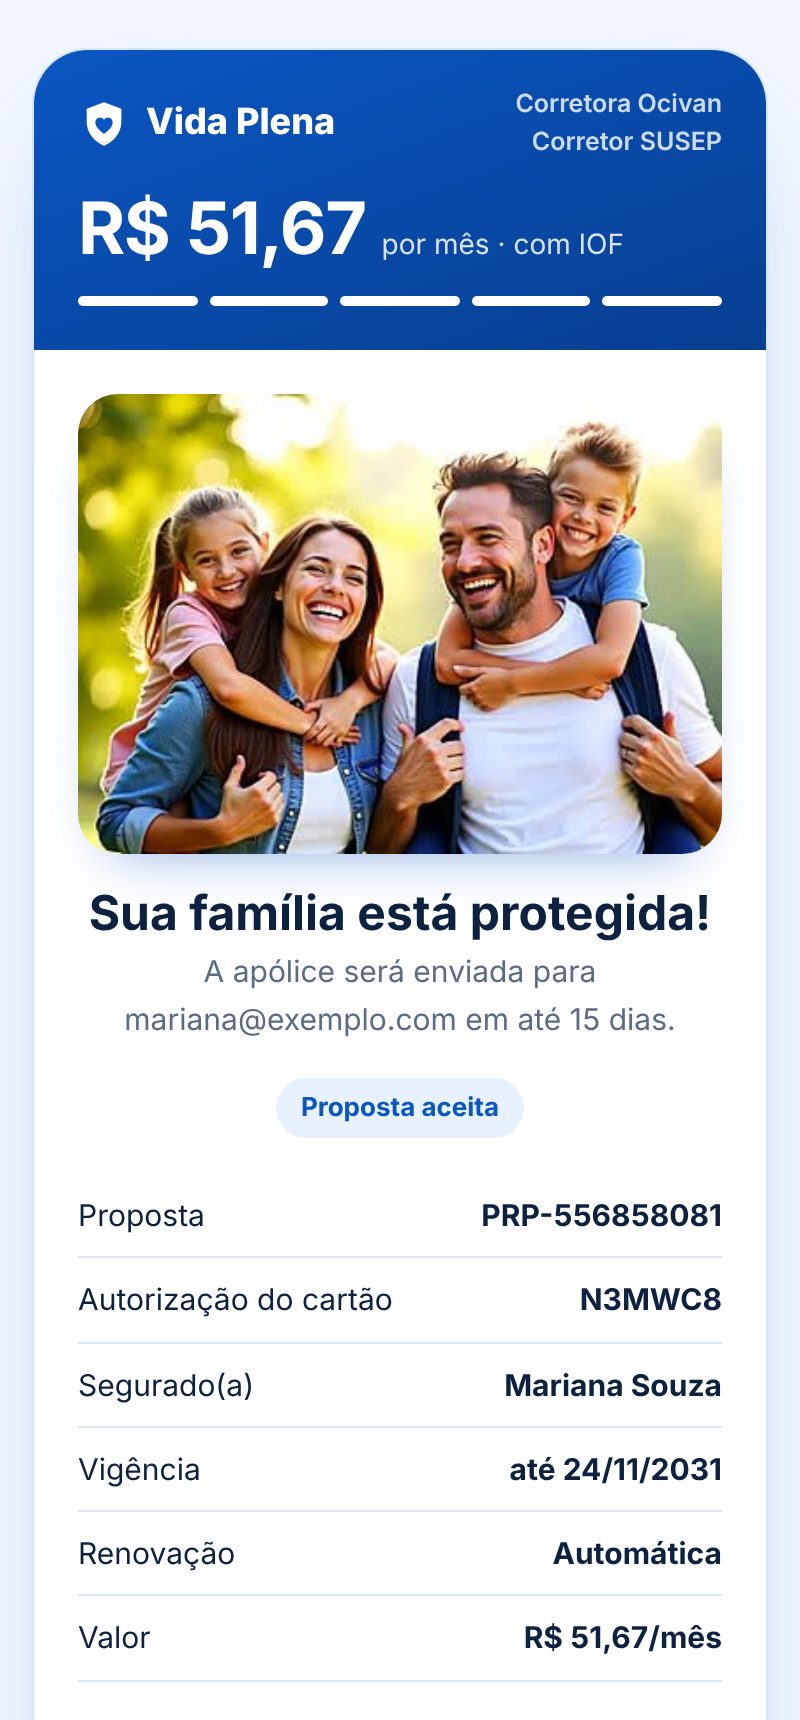 Vida Plena
Corretora Ocivan
Corretor SUSEP
R$ 51,67 por mês · com IOF
Sua família está protegida!
A apólice será enviada para
mariana@exemplo.com em até 15 dias.
Proposta aceita
Proposta PRP-556858081
Autorização do cartão N3MWC8
Segurado(a) Mariana Souza
Vigência até 24/11/2031
Renovação Automática
Valor R$ 51,67/mês